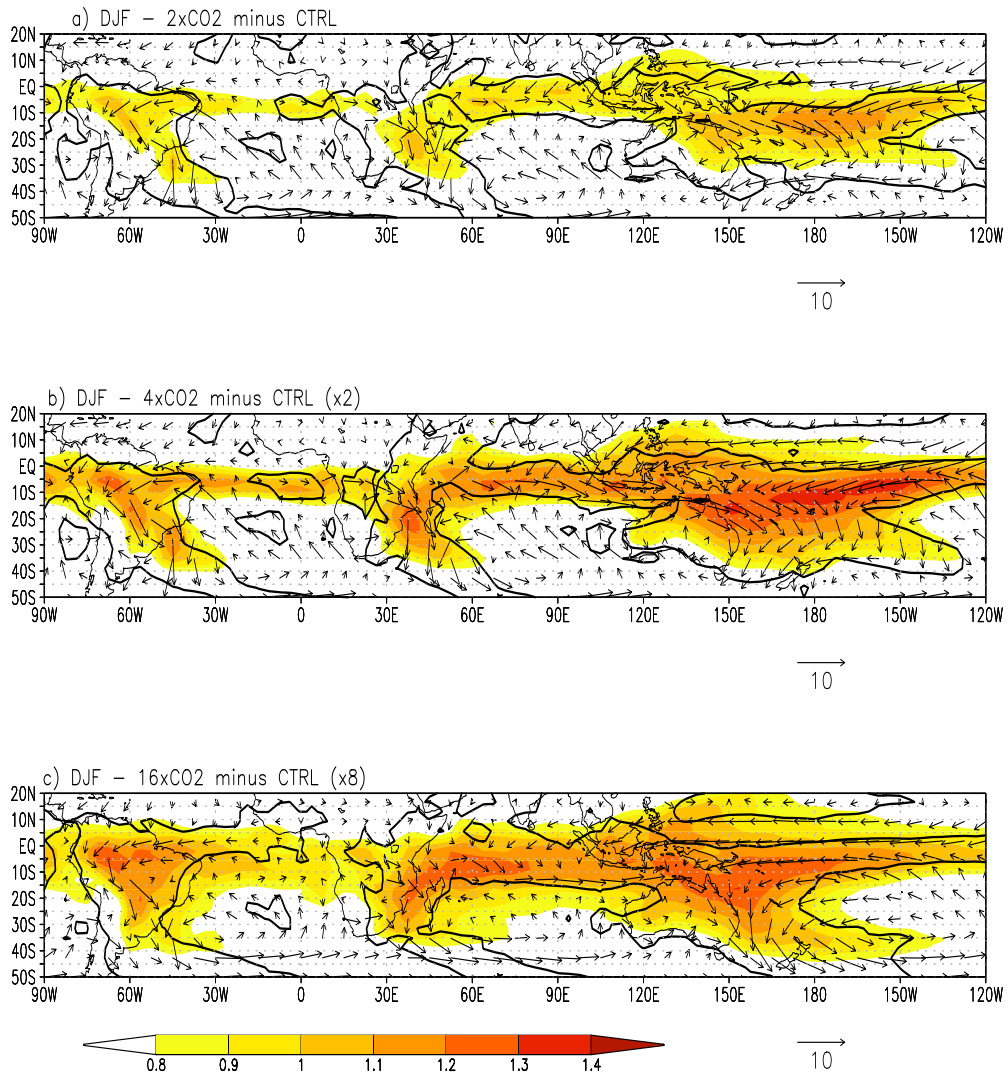 a) DJF – 2xCO2 minus CTRL
20N
10N
EQ
10S
20S
30S
40S
50S
90W 60W 30W 0 30E 60E 90E 120E 150E 180 150W 120W
10
b) DJF – 4xCO2 minus CTRL (x2)
20N
10N
EQ
10S
20S
30S
40S
50S
90W 60W 30W 0 30E 60E 90E 120E 150E 180 150W 120W
10
c) DJF – 16xCO2 minus CTRL (x8)
20N
10N
EQ
10S
20S
30S
40S
50S
90W 60W 30W 0 30E 60E 90E 120E 150E 180 150W 120W
0.8 0.9 1 1.1 1.2 1.3 1.4
10